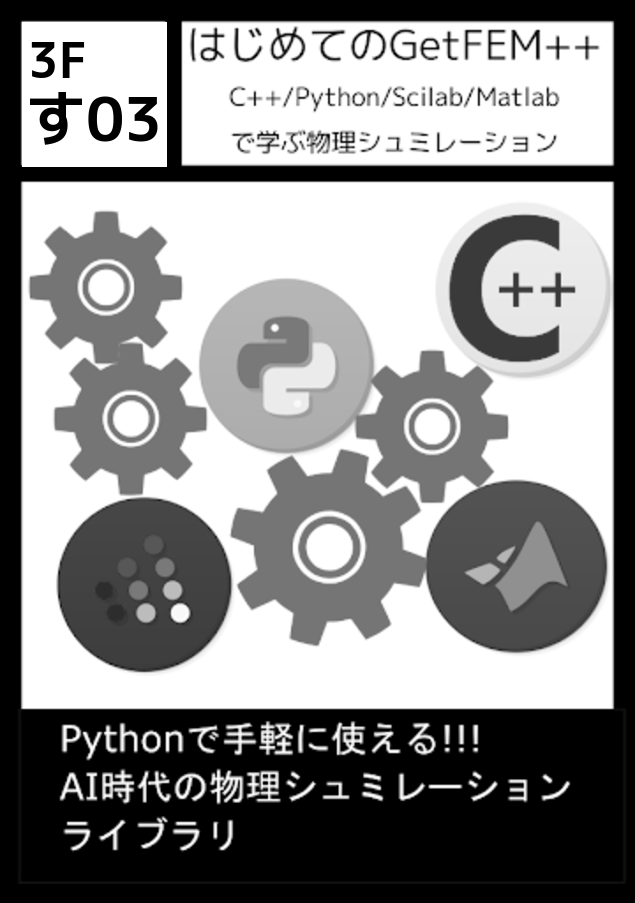 3F
す03
はじめてのGetFEM++
C++/Python/Scilab/Matlab
で学ぶ物理シュミレーション
C++
Pythonで手軽に使える!!!
AI時代の物理シュミレーション
ライブラリ